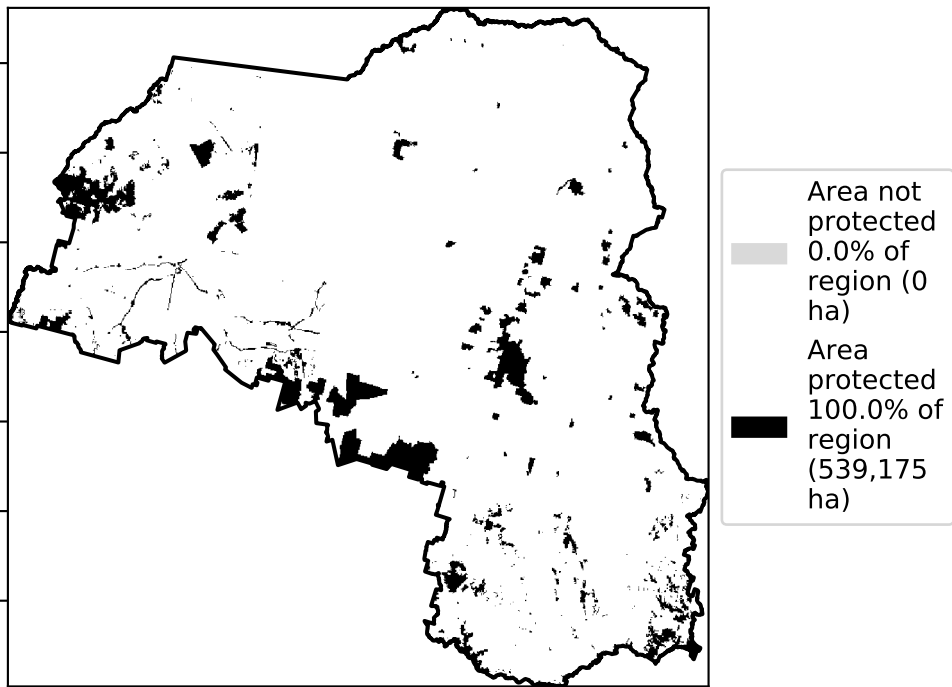 Area not
protected
0.0% of
region (0
ha)
Area
protected
100.0% of
region
(539,175
ha)